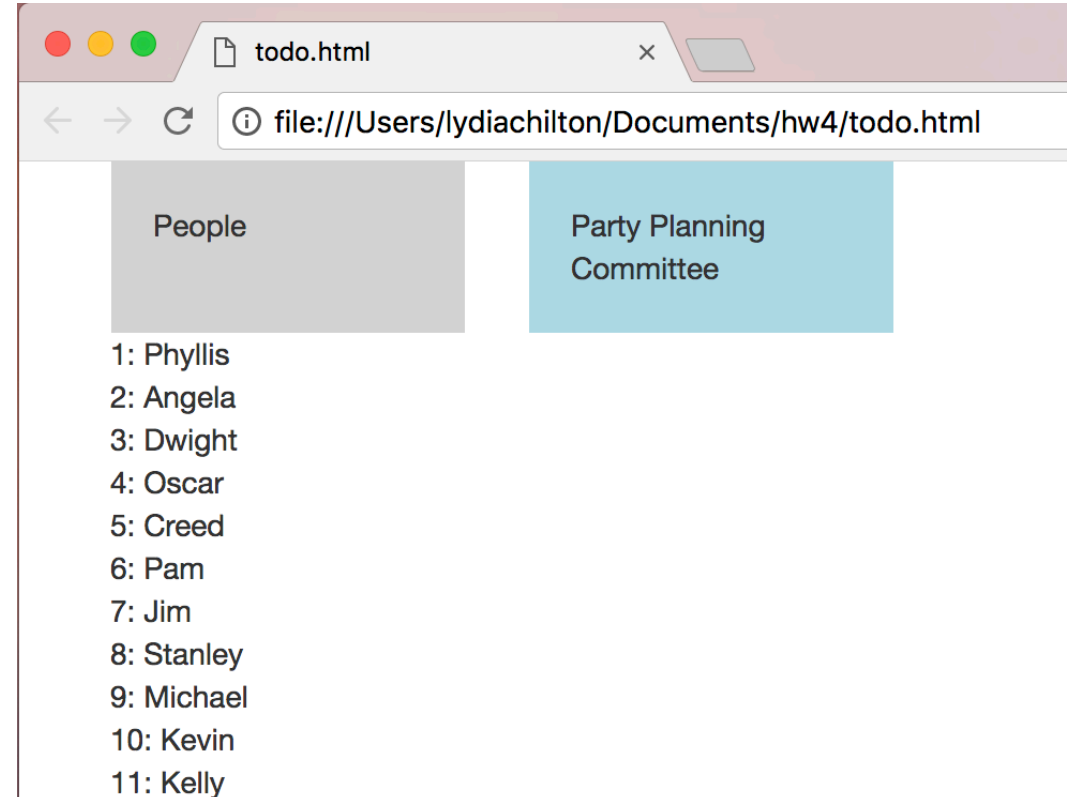 todo.html
file:///Users/lydiachilton/Documents/hw4/todo.html
People
Party Planning
Committee
1: Phyllis
2: Angela
3: Dwight
4: Oscar
5: Creed
6: Pam
7: Jim
8: Stanley
9: Michael
10: Kevin
11: Kelly